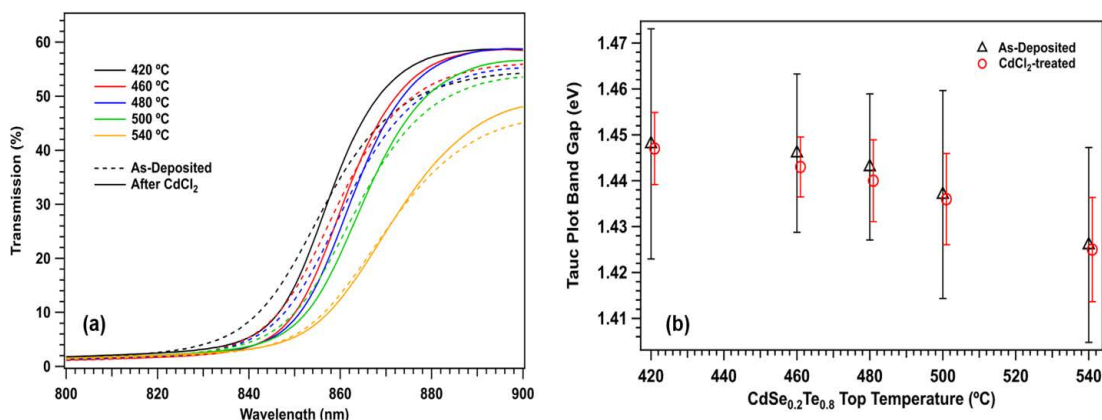 60
50
40
30
20
10
0
Transmission (%)
420 ºC
460 ºC
480 ºC
500 ºC
540 ºC
As-Deposited
After CdCl2
(a)
800 820 840 860 880 900
Wavelength (nm)
1.47
1.46
1.45
1.44
1.43
1.42
1.41
Tauc Plot Band Gap (eV)
As-Deposited
CdCl2-treated
(b)
420 440 460 480 500 520 540
CdSe0.2Te0.8 Top Temperature (ºC)